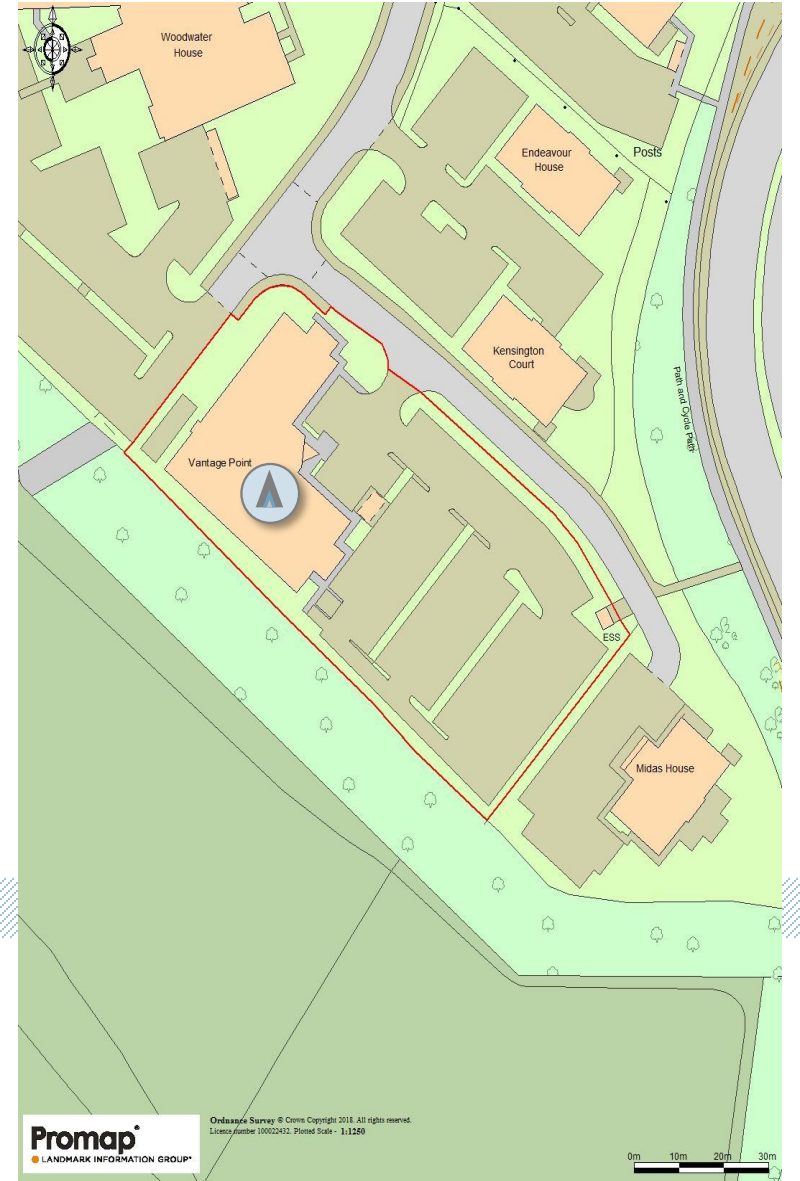 Woodwater
House
Endeavour
House
Posts
Kensington
Court
Path and Cycle Path
Vantage Point
ESS
Midas House
Promap
LANDMARK INFORMATION GROUP
Ordnance Survey © Crown Copyright 2018. All rights reserved.
Licence number 100022432. Plotted Scale - 1:1250
0m 10m 20m 30m